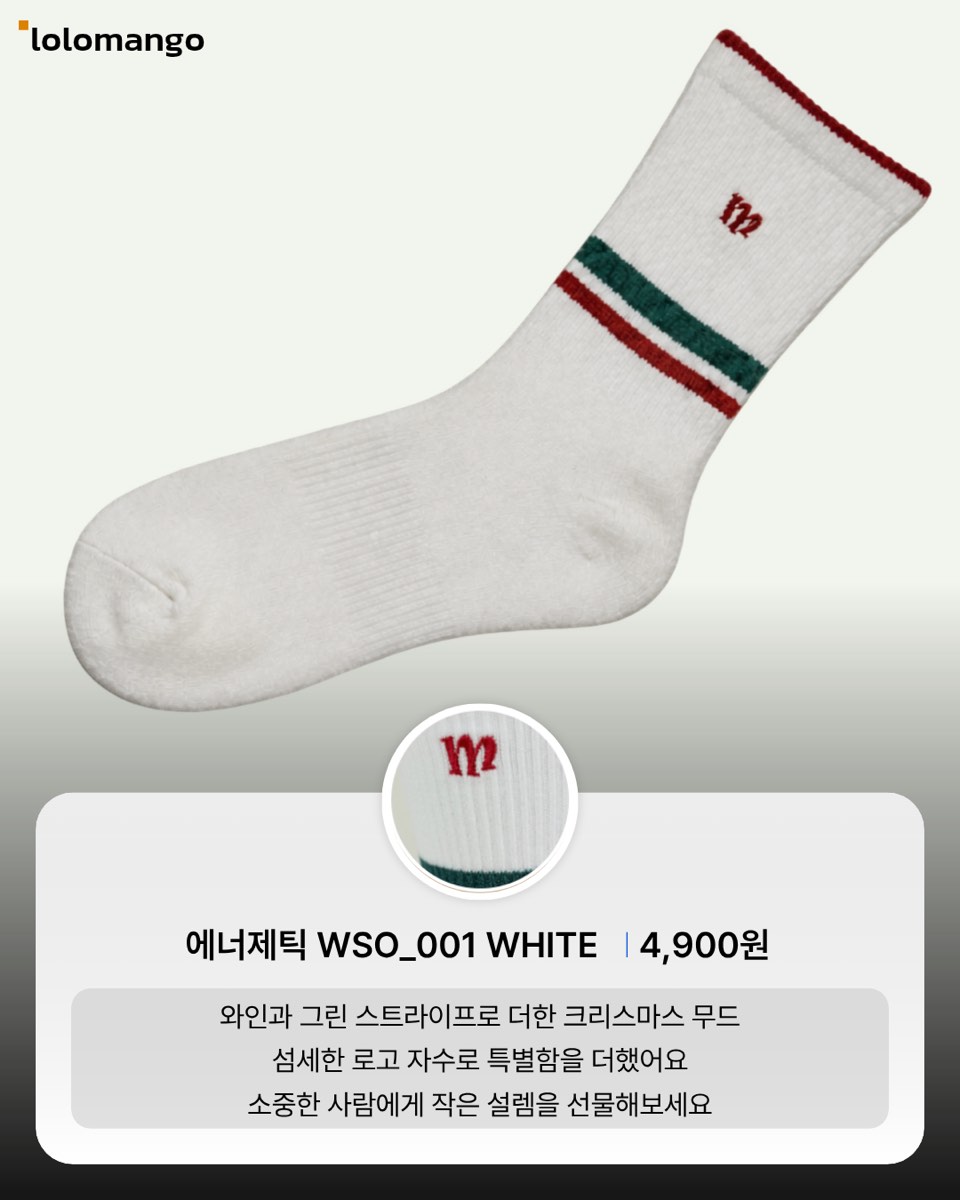 lolomango
m
m
에너제틱 WSO_001 WHITE | 4,900원
와인과 그린 스트라이프로 더한 크리스마스 무드
섬세한 로고 자수로 특별함을 더했어요
소중한 사람에게 작은 설렘을 선물해보세요